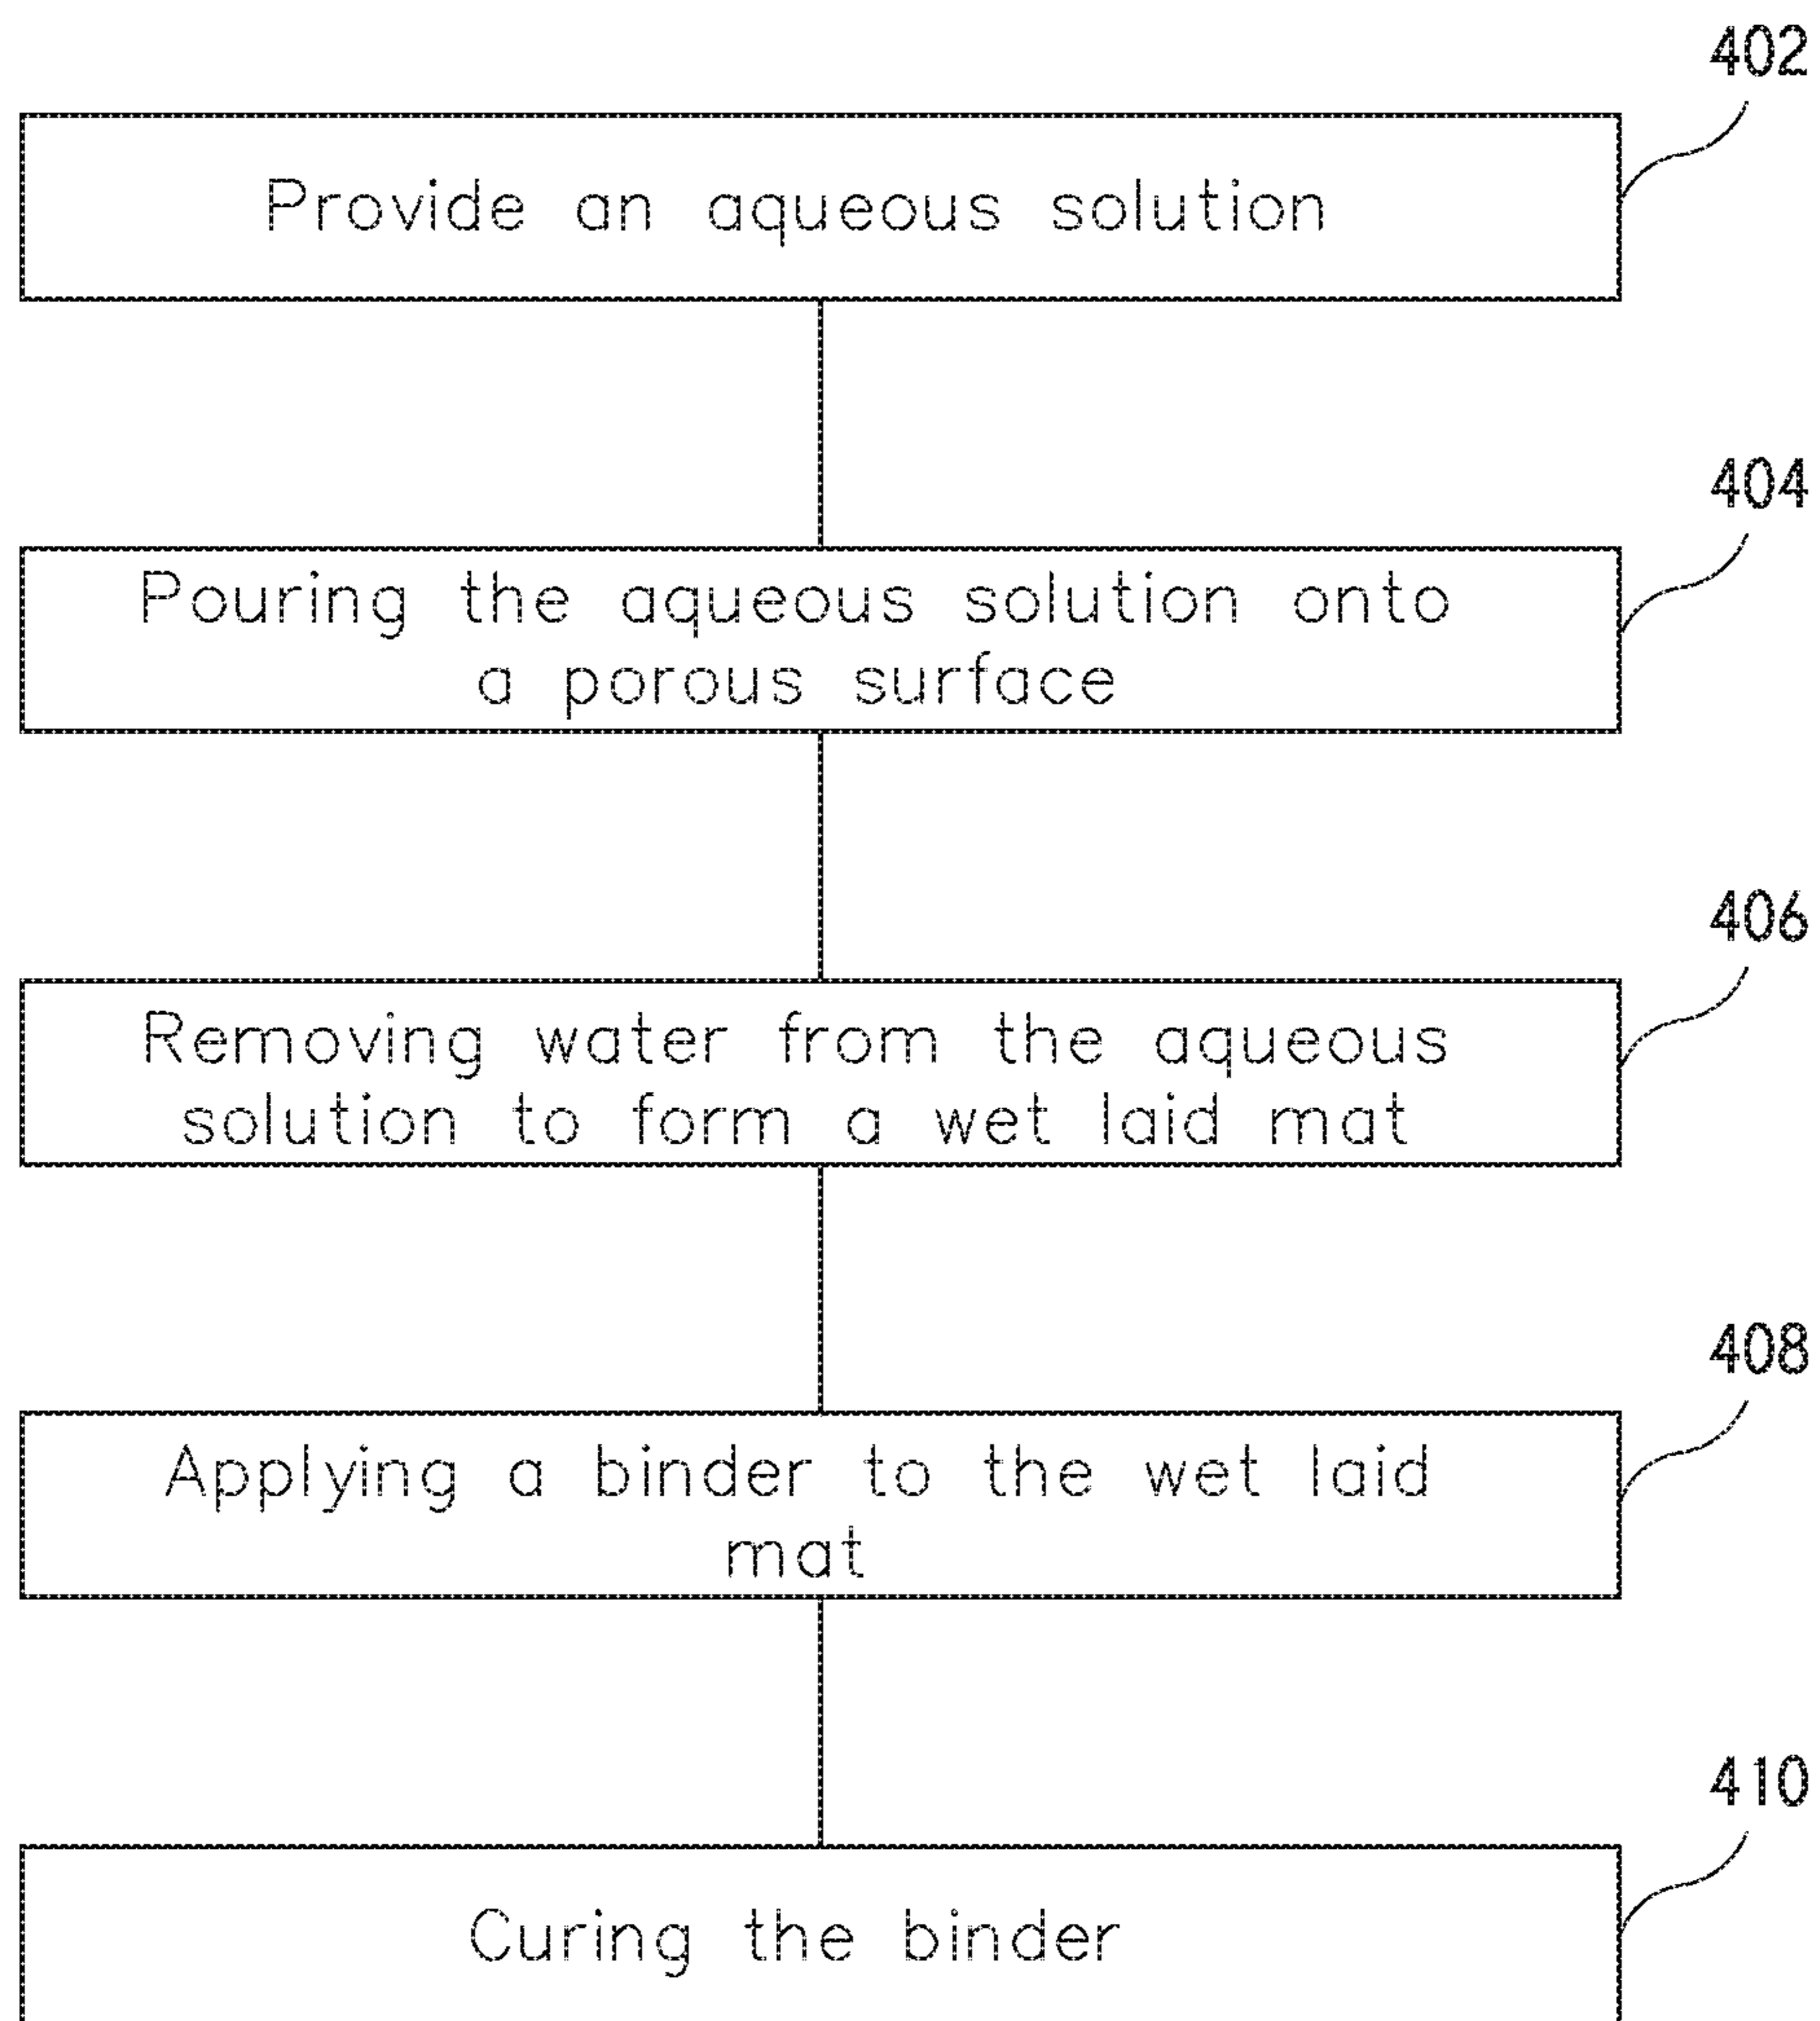 402
Provide an aqueous solution
404
Pouring the aqueous solution onto
a porous surface
406
Removing water from the aqueous
solution to form a wet laid mat
408
Applying a binder to the wet laid
mat
410
Curing the binder